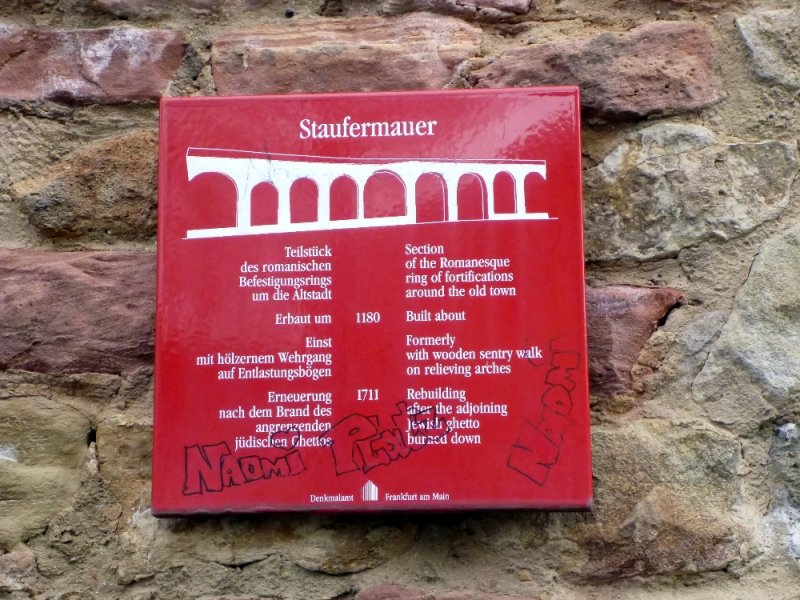 Staufermauer
Teilstück
des romanischen
Befestigungsrings
um die Altstadt
Section
of the Romanesque
ring of fortifications
around the old town
Erbaut um 1180 Built about
Einst
mit hölzernem Wehrgang
auf Entlastungsbögen
Formerly
with wooden sentry walk
on relieving arches
Erneuerung
nach dem Brand des
angrenzenden
jüdischen Ghettos
1711
Rebuilding
after the adjoining
Jewish ghetto
burned down
NAOMi
NAOMi
Denkmalamt Frankfurt am Main